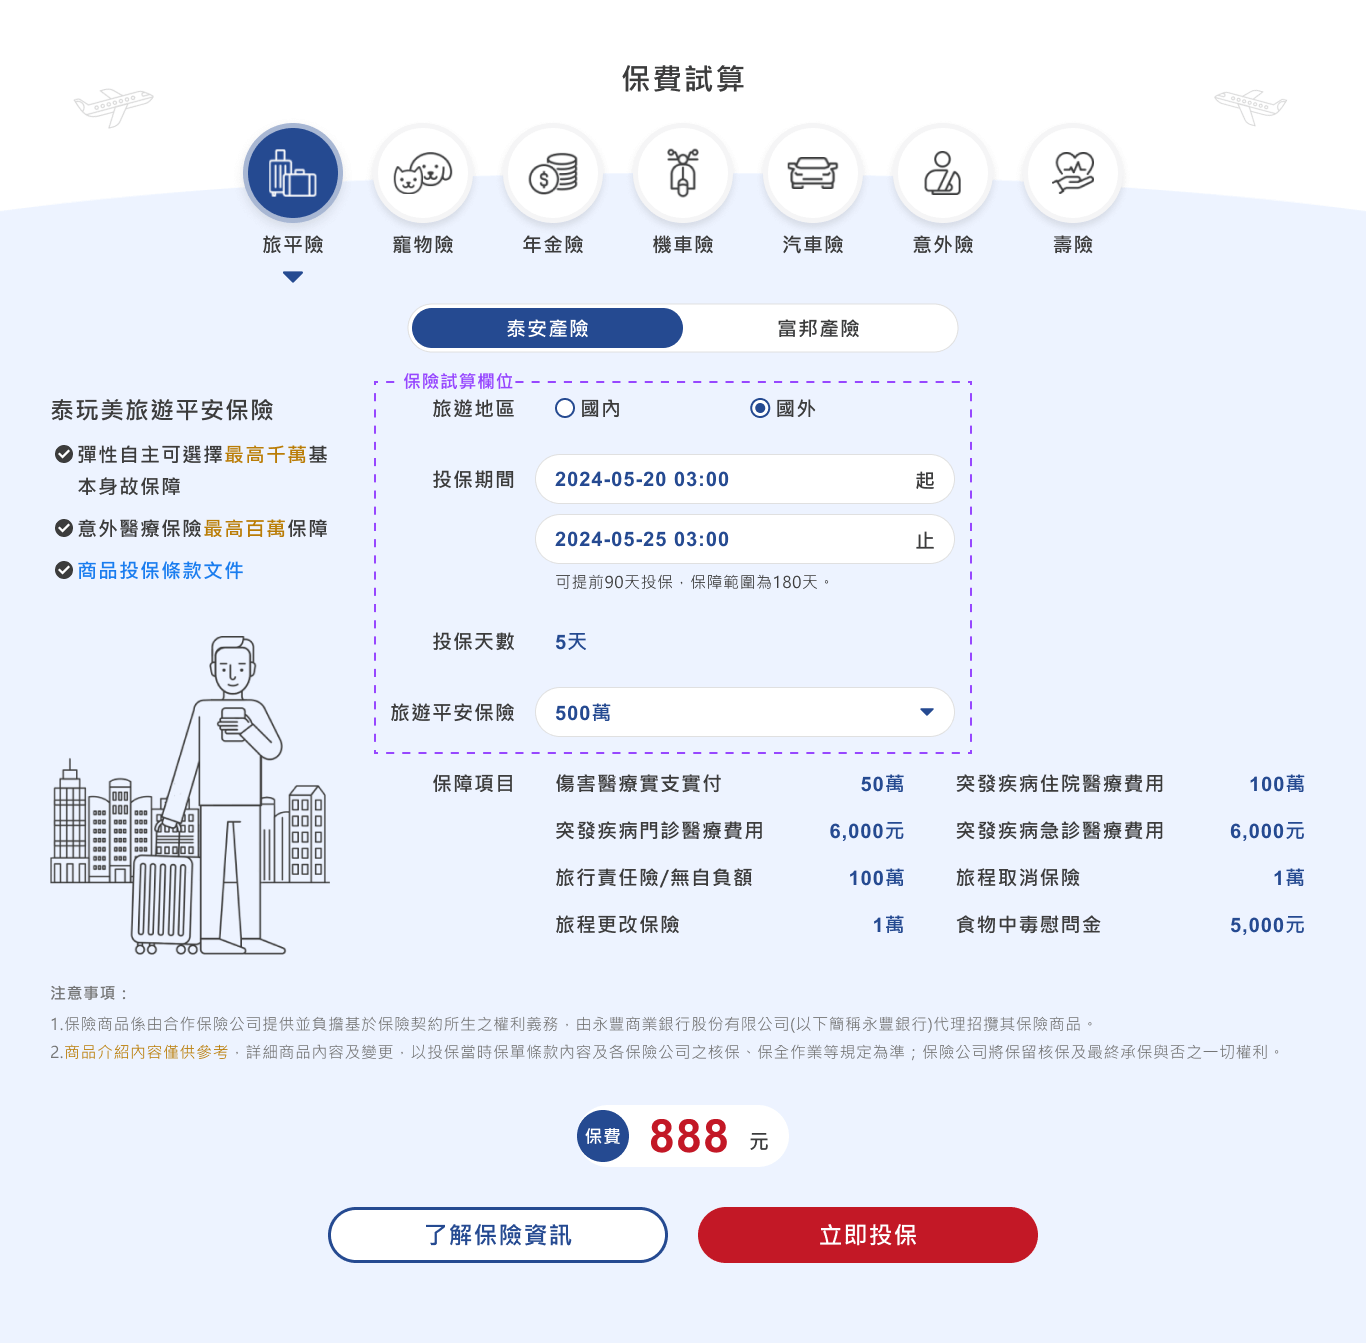 保費試算
旅平險
寵物險
年金險
機車險
汽車險
意外險
壽險
泰安產險
富邦產險
泰玩美旅遊平安保險
彈性自主可選擇最高千萬基
本身故保障
意外醫療保險最高百萬保障
商品投保條款文件
保險試算欄位
旅遊地區 國內 國外
投保期間 2024-05-20 03:00 起
2024-05-25 03:00 止
可提前90天投保，保障範圍為180天。
投保天數 5天
旅遊平安保險 500萬
保障項目 傷害醫療實支實付 50萬 突發疾病住院醫療費用 100萬
突發疾病門診醫療費用 6,000元 突發疾病急診醫療費用 6,000元
旅行責任險/無自負額 100萬 旅程取消保險 1萬
旅程更改保險 1萬 食物中毒慰問金 5,000元
注意事項：
1.保險商品係由合作保險公司提供並負擔基於保險契約所生之權利義務，由永豐商業銀行股份有限公司(以下簡稱永豐銀行)代理招攬其保險商品。
2.商品介紹內容僅供參考，詳細商品內容及變更，以投保當時保單條款內容及各保險公司之核保、保全作業等規定為準；保險公司將保留核保及最終承保與否之一切權利。
保費 888 元
了解保險資訊
立即投保